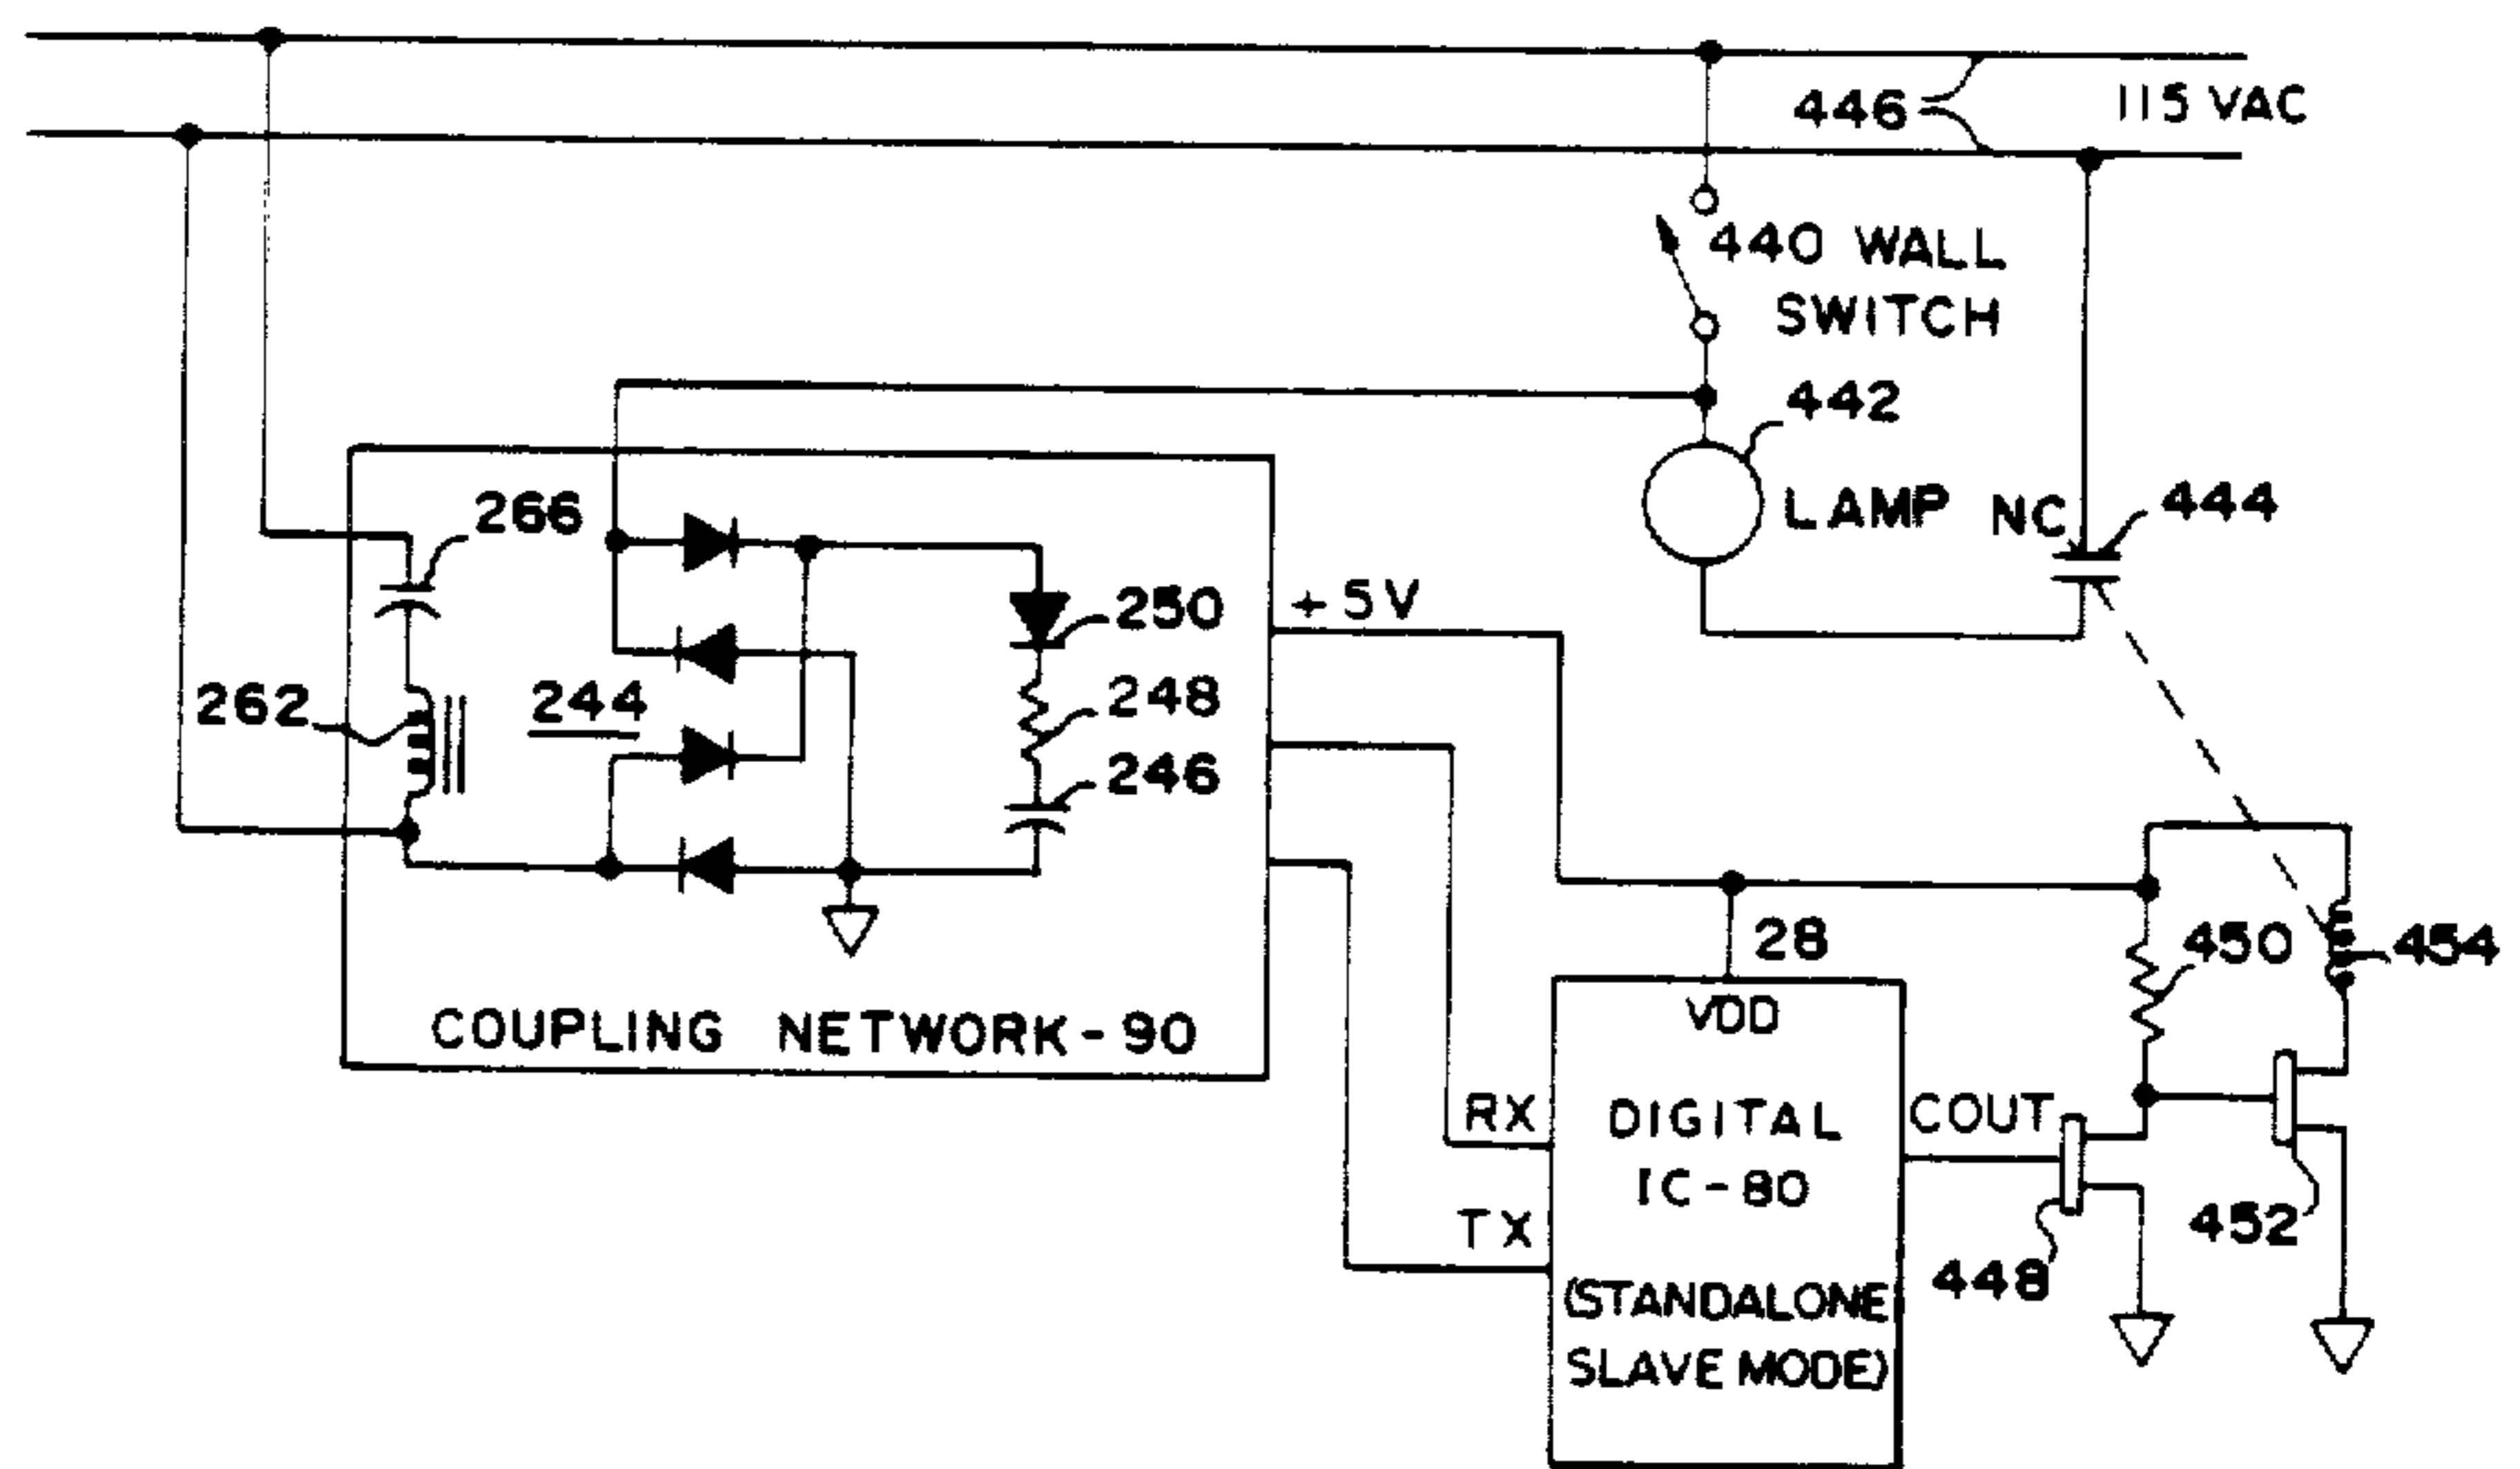 446
115 VAC
440 WALL
SWITCH
442
LAMP
NC
444
266
250
+5V
262
244
248
246
28
450
454
COUPLING NETWORK-90
VDD
RX
DIGITAL
COUT
IC-80
TX
452
448
(STANDALONE
SLAVE MODE)